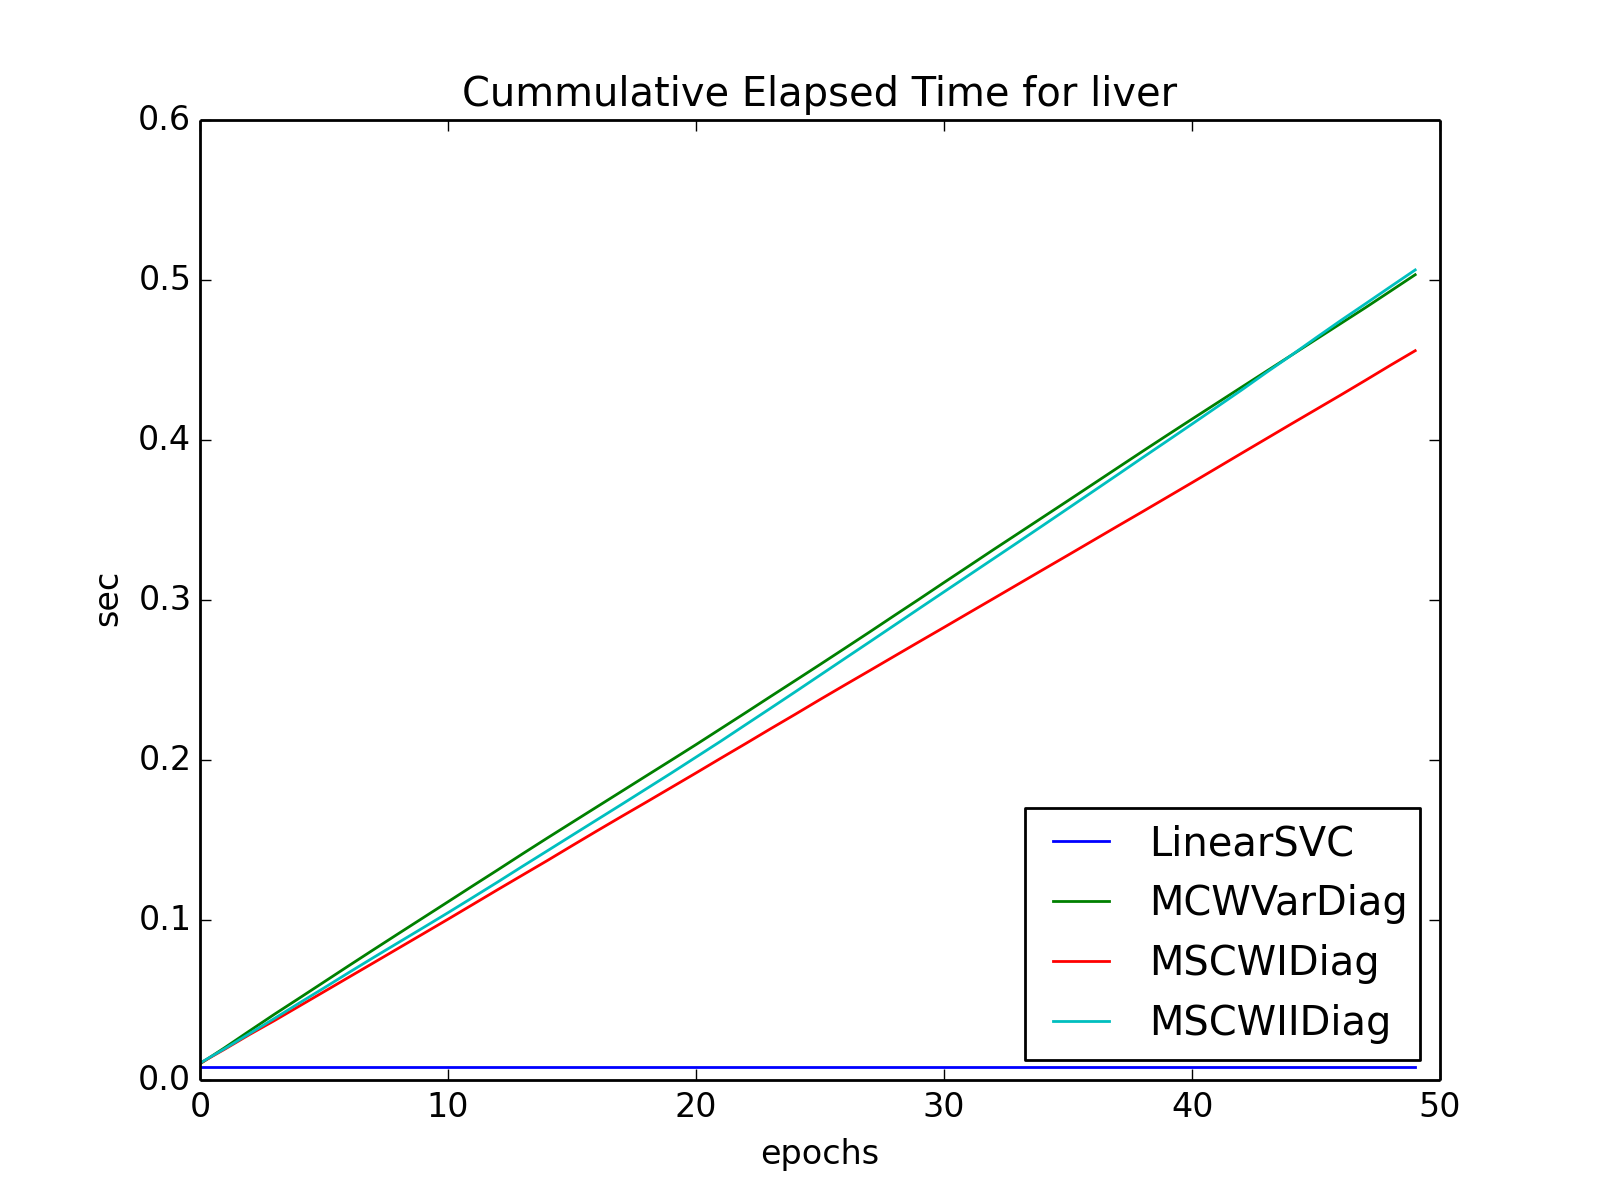 Cummulative Elapsed Time for liver
0.6
0.5
0.4
0.3
0.2
0.1
0.0
sec
0 10 20 30 40 50
epochs
LinearSVC
MCWVarDiag
MSCWIDiag
MSCWIIDiag